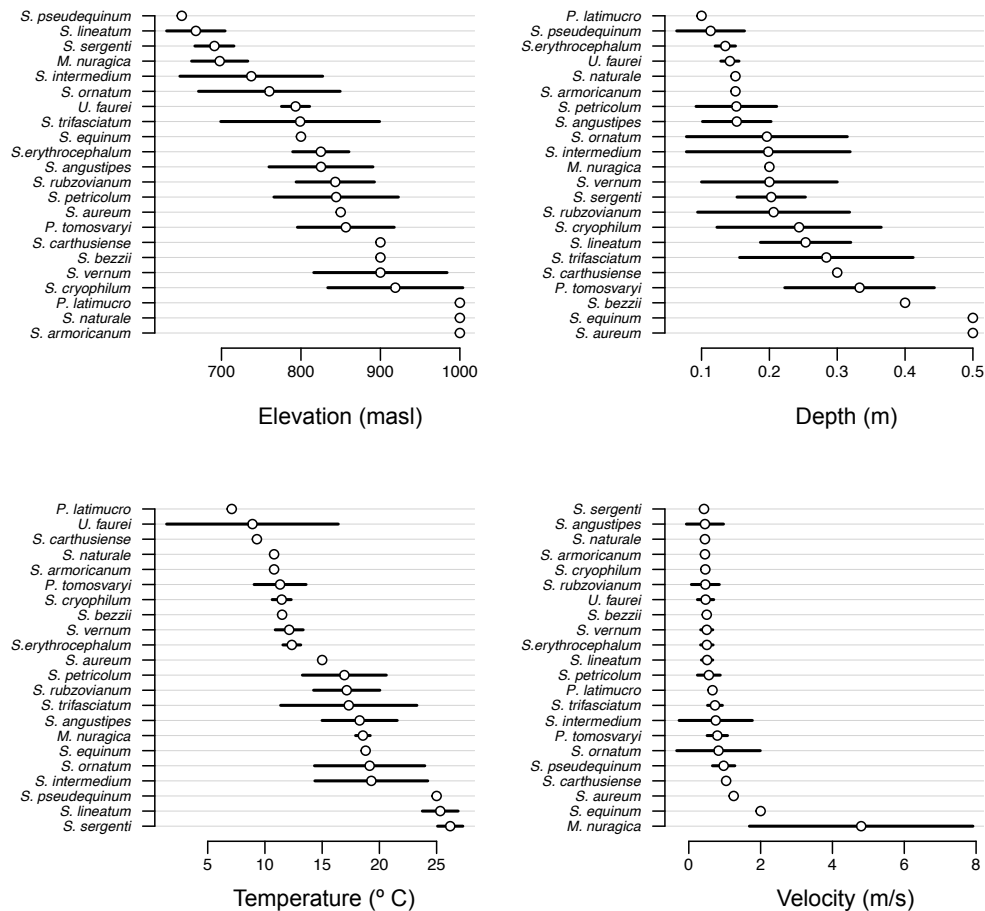 S. pseudequinum
S. lineatum
S. sergenti
M. nuragica
S. intermedium
S. ornatum
U. faurei
S. trifasciatum
S. equinum
S.erythrocephalum
S. angustipes
S. rubzovianum
S. petricolum
S. aureum
P. tomosvaryi
S. carthusiense
S. bezzii
S. vernum
S. cryophilum
P. latimucro
S. naturale
S. armoricanum
700 800 900 1000
Elevation (masl)
P. latimucro
S. pseudequinum
S.erythrocephalum
U. faurei
S. naturale
S. armoricanum
S. petricolum
S. angustipes
S. ornatum
S. intermedium
M. nuragica
S. vernum
S. sergenti
S. rubzovianum
S. cryophilum
S. lineatum
S. trifasciatum
S. carthusiense
P. tomosvaryi
S. bezzii
S. equinum
S. aureum
0.1 0.2 0.3 0.4 0.5
Depth (m)
P. latimucro
U. faurei
S. carthusiense
S. naturale
S. armoricanum
P. tomosvaryi
S. cryophilum
S. bezzii
S. vernum
S.erythrocephalum
S. aureum
S. petricolum
S. rubzovianum
S. trifasciatum
S. angustipes
M. nuragica
S. equinum
S. ornatum
S. intermedium
S. pseudequinum
S. lineatum
S. sergenti
5 10 15 20 25
Temperature (º C)
S. sergenti
S. angustipes
S. naturale
S. armoricanum
S. cryophilum
S. rubzovianum
U. faurei
S. bezzii
S. vernum
S.erythrocephalum
S. lineatum
S. petricolum
P. latimucro
S. trifasciatum
S. intermedium
P. tomosvaryi
S. ornatum
S. pseudequinum
S. carthusiense
S. aureum
S. equinum
M. nuragica
0 2 4 6 8
Velocity (m/s)